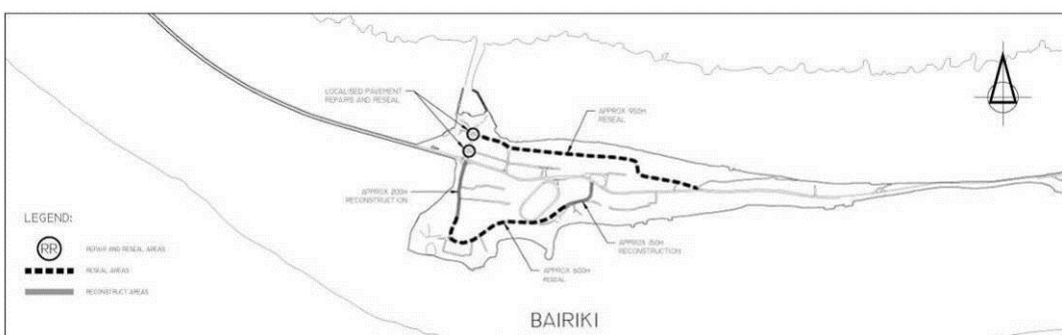 LOCALISED PAVEMENT
REPAIRS AND RESEAL
APPROX 950M
RESEAL
APPROX 200M
RECONSTRUCTION
LEGEND:
RR
REPAIR AND RESEAL AREAS
RESEAL AREAS
RECONSTRUCT AREAS
APPROX 150M
RECONSTRUCTION
APPROX 600M
RESEAL
BAIRIKI